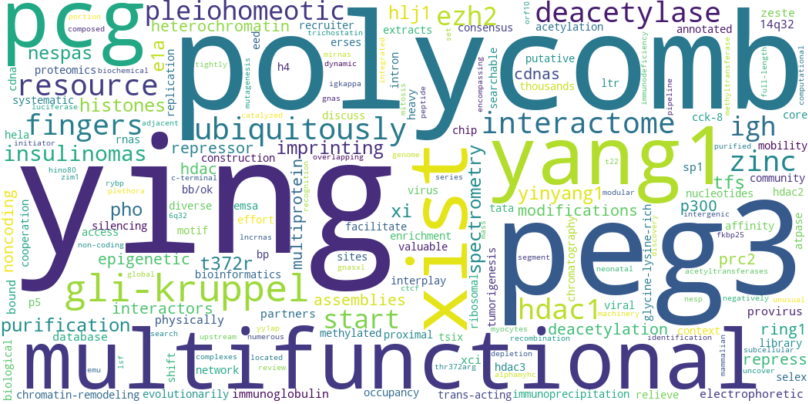 pcg
pleiohomeotic
polycomb
hlj1
ezh2
deacetylase
zeste
14q32
nespas
heterochromatin
recruiter
eed
erses
trichostatin
extracts
consensus
set
acetylation
annotated
orf10
portion
composed
cdna
proteomics
biochemical
e1a
replication
h4
dynamic
mirnas
integrated
intron
searchable
cdnas
putative
thousands
ltr
immunodeficiency
methyltransferase
full-length
computational
resource
histones
systematic
luciferase
tightly
mutagenesis
igkappa
gnas
mitosis
peptide
heavy
encompassing
pipeline
core
fingers
adjacent
rnas
hela
initiator
ubiquitously
repressor
imprinting
discuss
catalyzed
chip
interactome
cck-8
igh
mobility
insulinomas
construction
overlapping
genome
yang1
zinc
sp1
community
ying
hino80
zim1
rybp
plethora
c-terminal
hdac
bb/ok
multiprotein
recognition
virus
series
xist
purified
t22
modular
yinyang1
tfs
nucleotides
hdac2
pho
diverse
6q32
emsa
effort
xi
facilitate
spectrometry
tata
modifications
p300
intergenic
noncoding
cooperation
silencing
access
motif
sites
enrichment
valuable
ribosomal
tumorigenesis
peg3
affinity
fkbp25
atpase
non-coding
lncrnas
epigenetic
t372r
bp
bioinformatics
interplay
segment
neonatal
chromatography
recovery
glycine-lysine-rich
prc2
acetyltransferases
bound
p5
global
gnasxl
ctcf
gli-kruppel
interactors
assemblies
start
hdac1
nesp
negatively
unusual
viral
provirus
purification
physically
partners
methylated
proximal
tsix
myocytes
machinery
deacetylation
context
ring1
library
database
yy1ap
upstream
numerous
multifunctional
search
shift
complexes
located
review
xci
recombination
identification
repress
subcellular
mammalian
uncover
biological
emu
lsf
network
thr372arg
hdac3
depletion
alphamyhc
chromatin-remodeling
evolutionarily
immunoglobulin
occupancy
trans-acting
immunoprecipitation
relieve
selex
electrophoretic